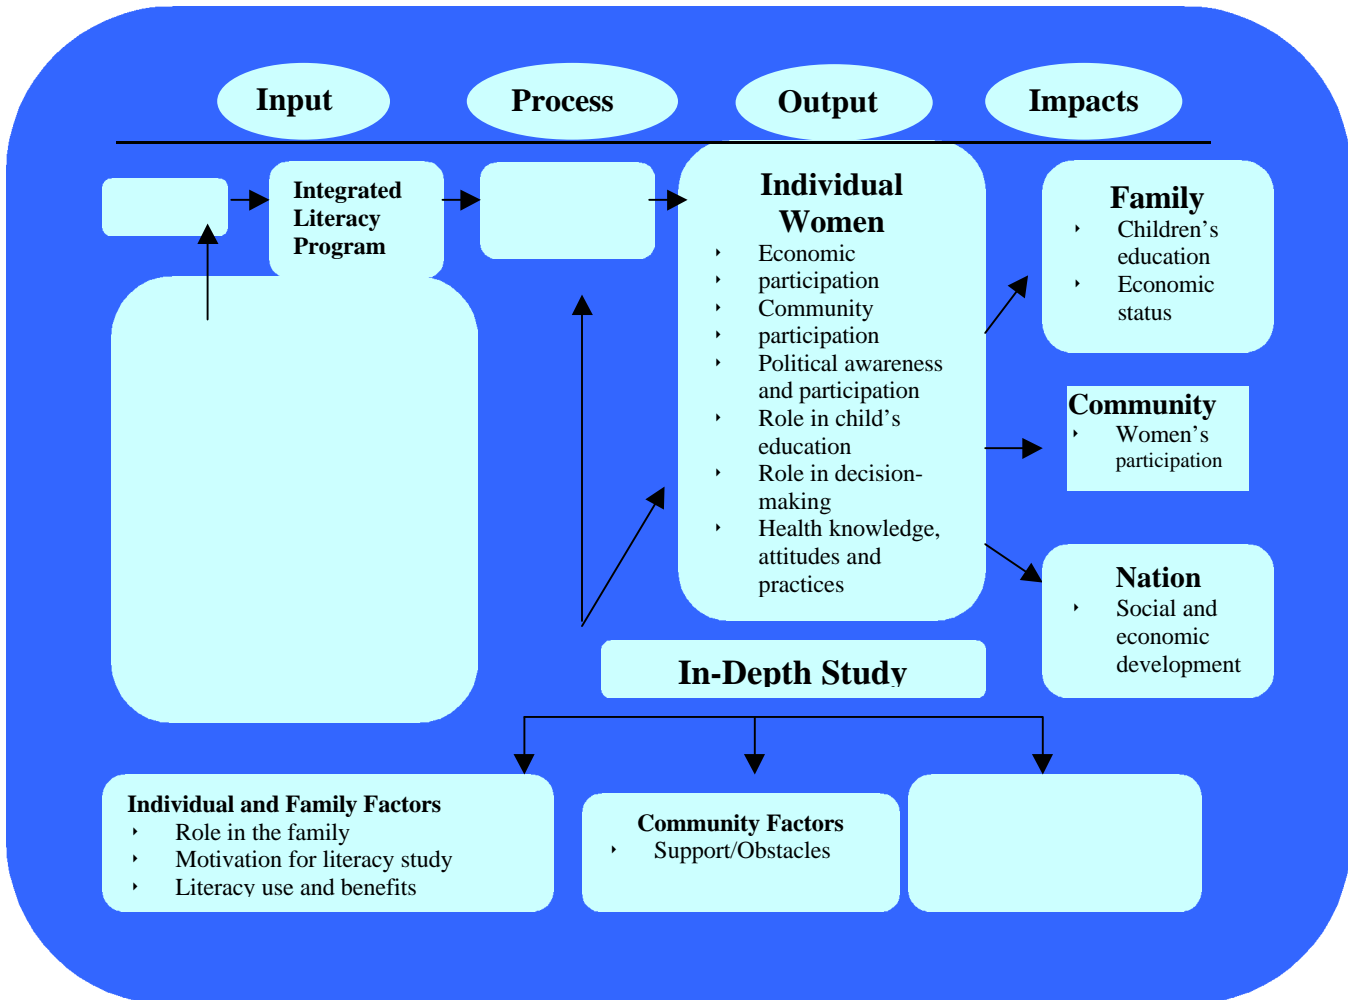 Input
Process
Output
Impacts
Integrated
Literacy
Program
Individual
Women
‣ Economic
‣ participation
‣ Community
‣ participation
‣ Political awareness
and participation
‣ Role in child’s
education
‣ Role in decision-
making
‣ Health knowledge,
attitudes and
practices
Family
‣ Children’s
education
‣ Economic
status
Community
‣ Women’s
participation
Nation
‣ Social and
economic
development
In-Depth Study
Individual and Family Factors
‣ Role in the family
‣ Motivation for literacy study
‣ Literacy use and benefits
Community Factors
‣ Support/Obstacles